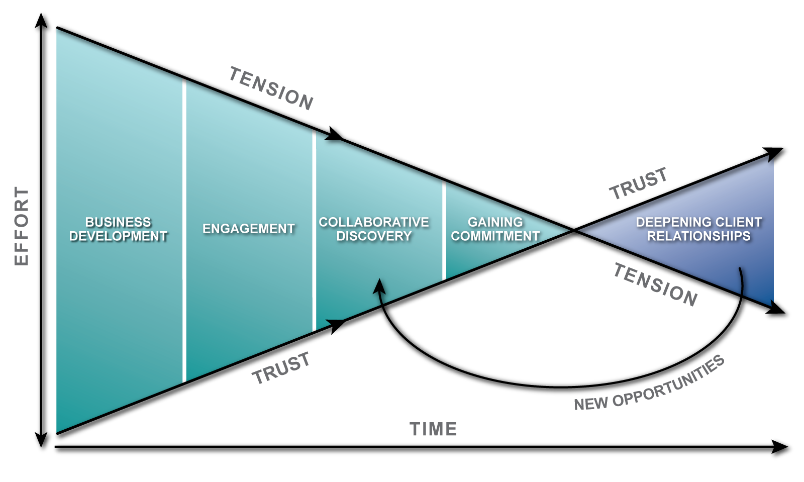 TENSION
TRUST
EFFORT
BUSINESS
DEVELOPMENT
ENGAGEMENT
COLLABORATIVE
DISCOVERY
GAINING
COMMITMENT
DEEPENING CLIENT
RELATIONSHIPS
TENSION
TRUST
NEW OPPORTUNITIES
TIME